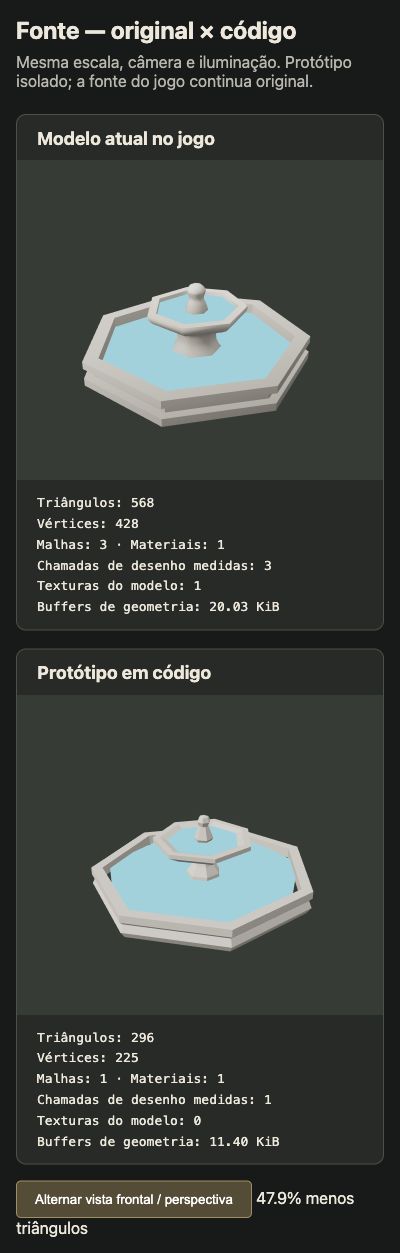 Fonte — original × código
Mesma escala, câmera e iluminação. Protótipo
isolado; a fonte do jogo continua original.
Modelo atual no jogo
Triângulos: 568
Vértices: 428
Malhas: 3 · Materiais: 1
Chamadas de desenho medidas: 3
Texturas do modelo: 1
Buffers de geometria: 20.03 KiB
Protótipo em código
Triângulos: 296
Vértices: 225
Malhas: 1 · Materiais: 1
Chamadas de desenho medidas: 1
Texturas do modelo: 0
Buffers de geometria: 11.40 KiB
Alternar vista frontal / perspectiva 47.9% menos
triângulos